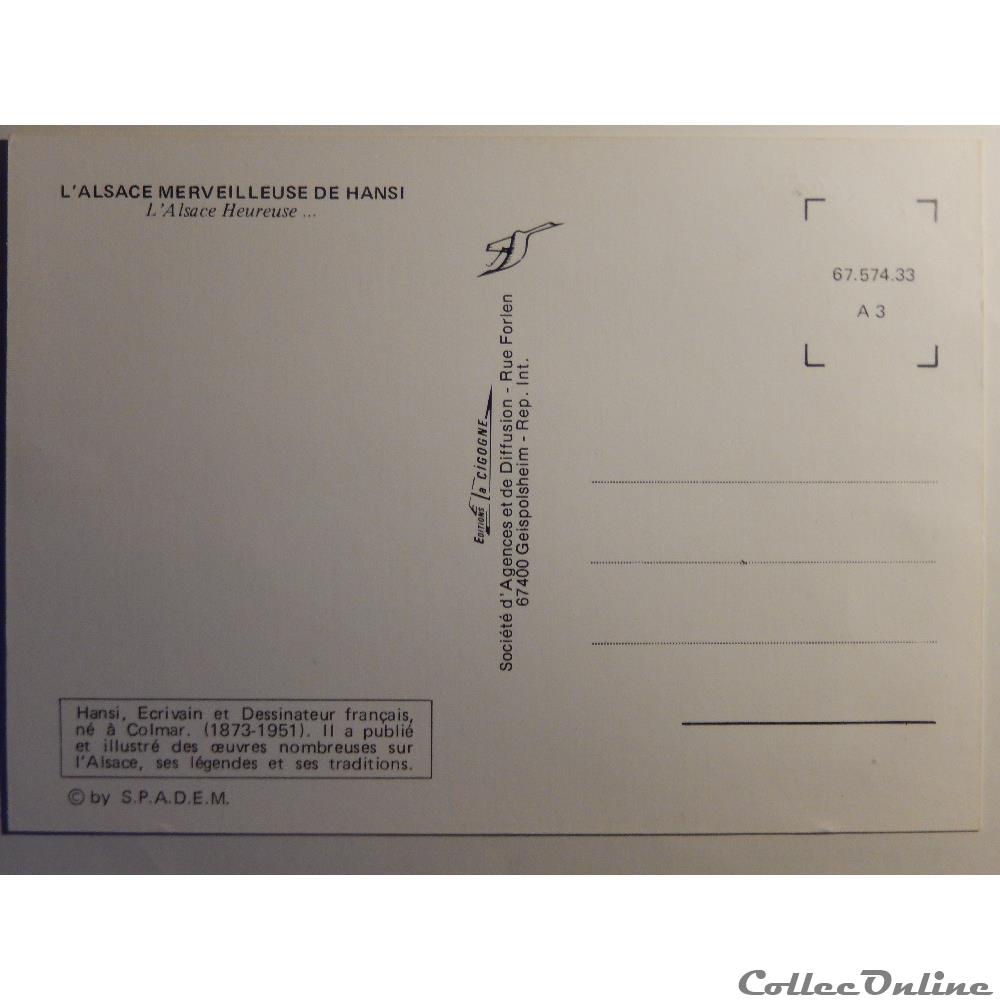 L'ALSACE MERVEILLEUSE DE HANSI
L'Alsace Heureuse ...
67.574.33
A 3
EDITIONS la CIGOGNE
Société d'Agences et de Diffusion - Rue Forlen
67400 Geispolsheim - Rep. Int.
Hansi, Ecrivain et Dessinateur français,
né à Colmar. (1873-1951). Il a publié
et illustré des œuvres nombreuses sur
l'Alsace, ses légendes et ses traditions.
© by S.P.A.D.E.M.
CollecOnline